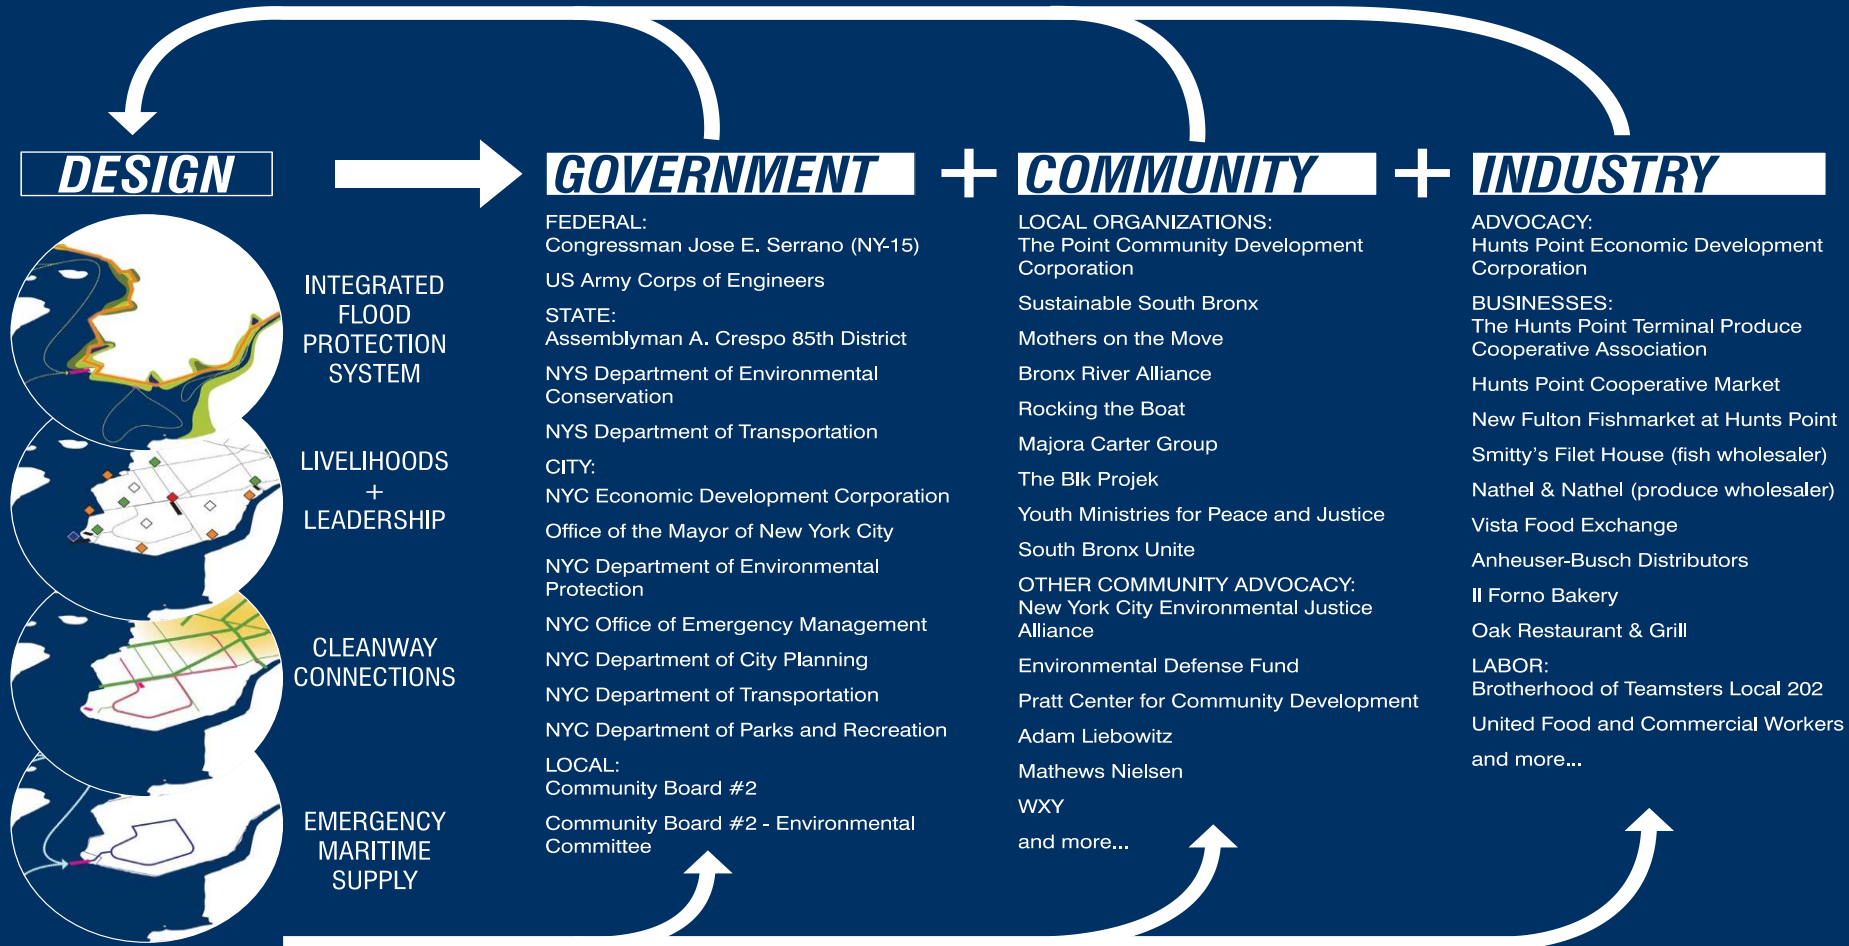 DESIGN
INTEGRATED
FLOOD
PROTECTION
SYSTEM
LIVELIHOODS
+
LEADERSHIP
CLEANWAY
CONNECTIONS
EMERGENCY
MARITIME
SUPPLY
GOVERNMENT
FEDERAL:
Congressman Jose E. Serrano (NY-15)
US Army Corps of Engineers
STATE:
Assemblyman A. Crespo 85th District
NYS Department of Environmental
Conservation
NYS Department of Transportation
CITY:
NYC Economic Development Corporation
Office of the Mayor of New York City
NYC Department of Environmental
Protection
NYC Office of Emergency Management
NYC Department of City Planning
NYC Department of Transportation
NYC Department of Parks and Recreation
LOCAL:
Community Board #2
Community Board #2 - Environmental
Committee
+
COMMUNITY
LOCAL ORGANIZATIONS:
The Point Community Development
Corporation
Sustainable South Bronx
Mothers on the Move
Bronx River Alliance
Rocking the Boat
Majora Carter Group
The Blk Projek
Youth Ministries for Peace and Justice
South Bronx Unite
OTHER COMMUNITY ADVOCACY:
New York City Environmental Justice
Alliance
Environmental Defense Fund
Pratt Center for Community Development
Adam Liebowitz
Mathews Nielsen
WXY
and more...
+
INDUSTRY
ADVOCACY:
Hunts Point Economic Development
Corporation
BUSINESSES:
The Hunts Point Terminal Produce
Cooperative Association
Hunts Point Cooperative Market
New Fulton Fishmarket at Hunts Point
Smitty's Filet House (fish wholesaler)
Nathel & Nathel (produce wholesaler)
Vista Food Exchange
Anheuser-Busch Distributors
Il Forno Bakery
Oak Restaurant & Grill
LABOR:
Brotherhood of Teamsters Local 202
United Food and Commercial Workers
and more...